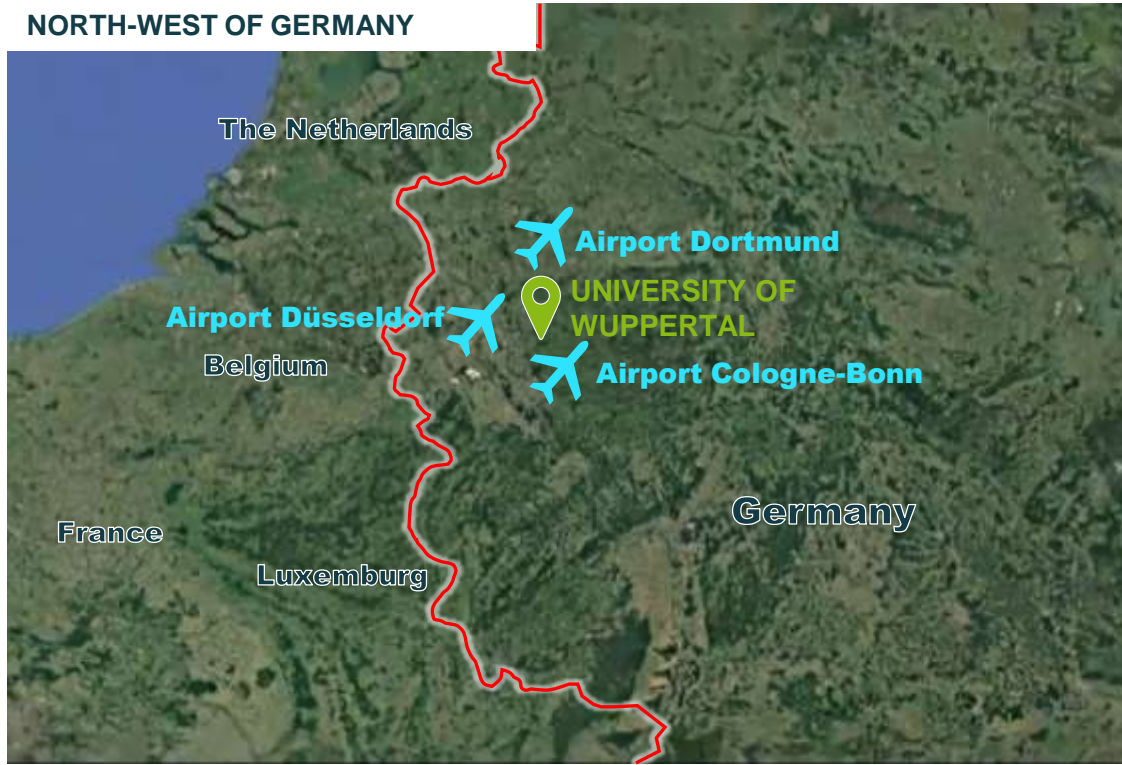 NORTH-WEST OF GERMANY
The Netherlands
Airport Dortmund
UNIVERSITY OF
WUPPERTAL
Airport Düsseldorf
Belgium
Airport Cologne-Bonn
Germany
France
Luxemburg